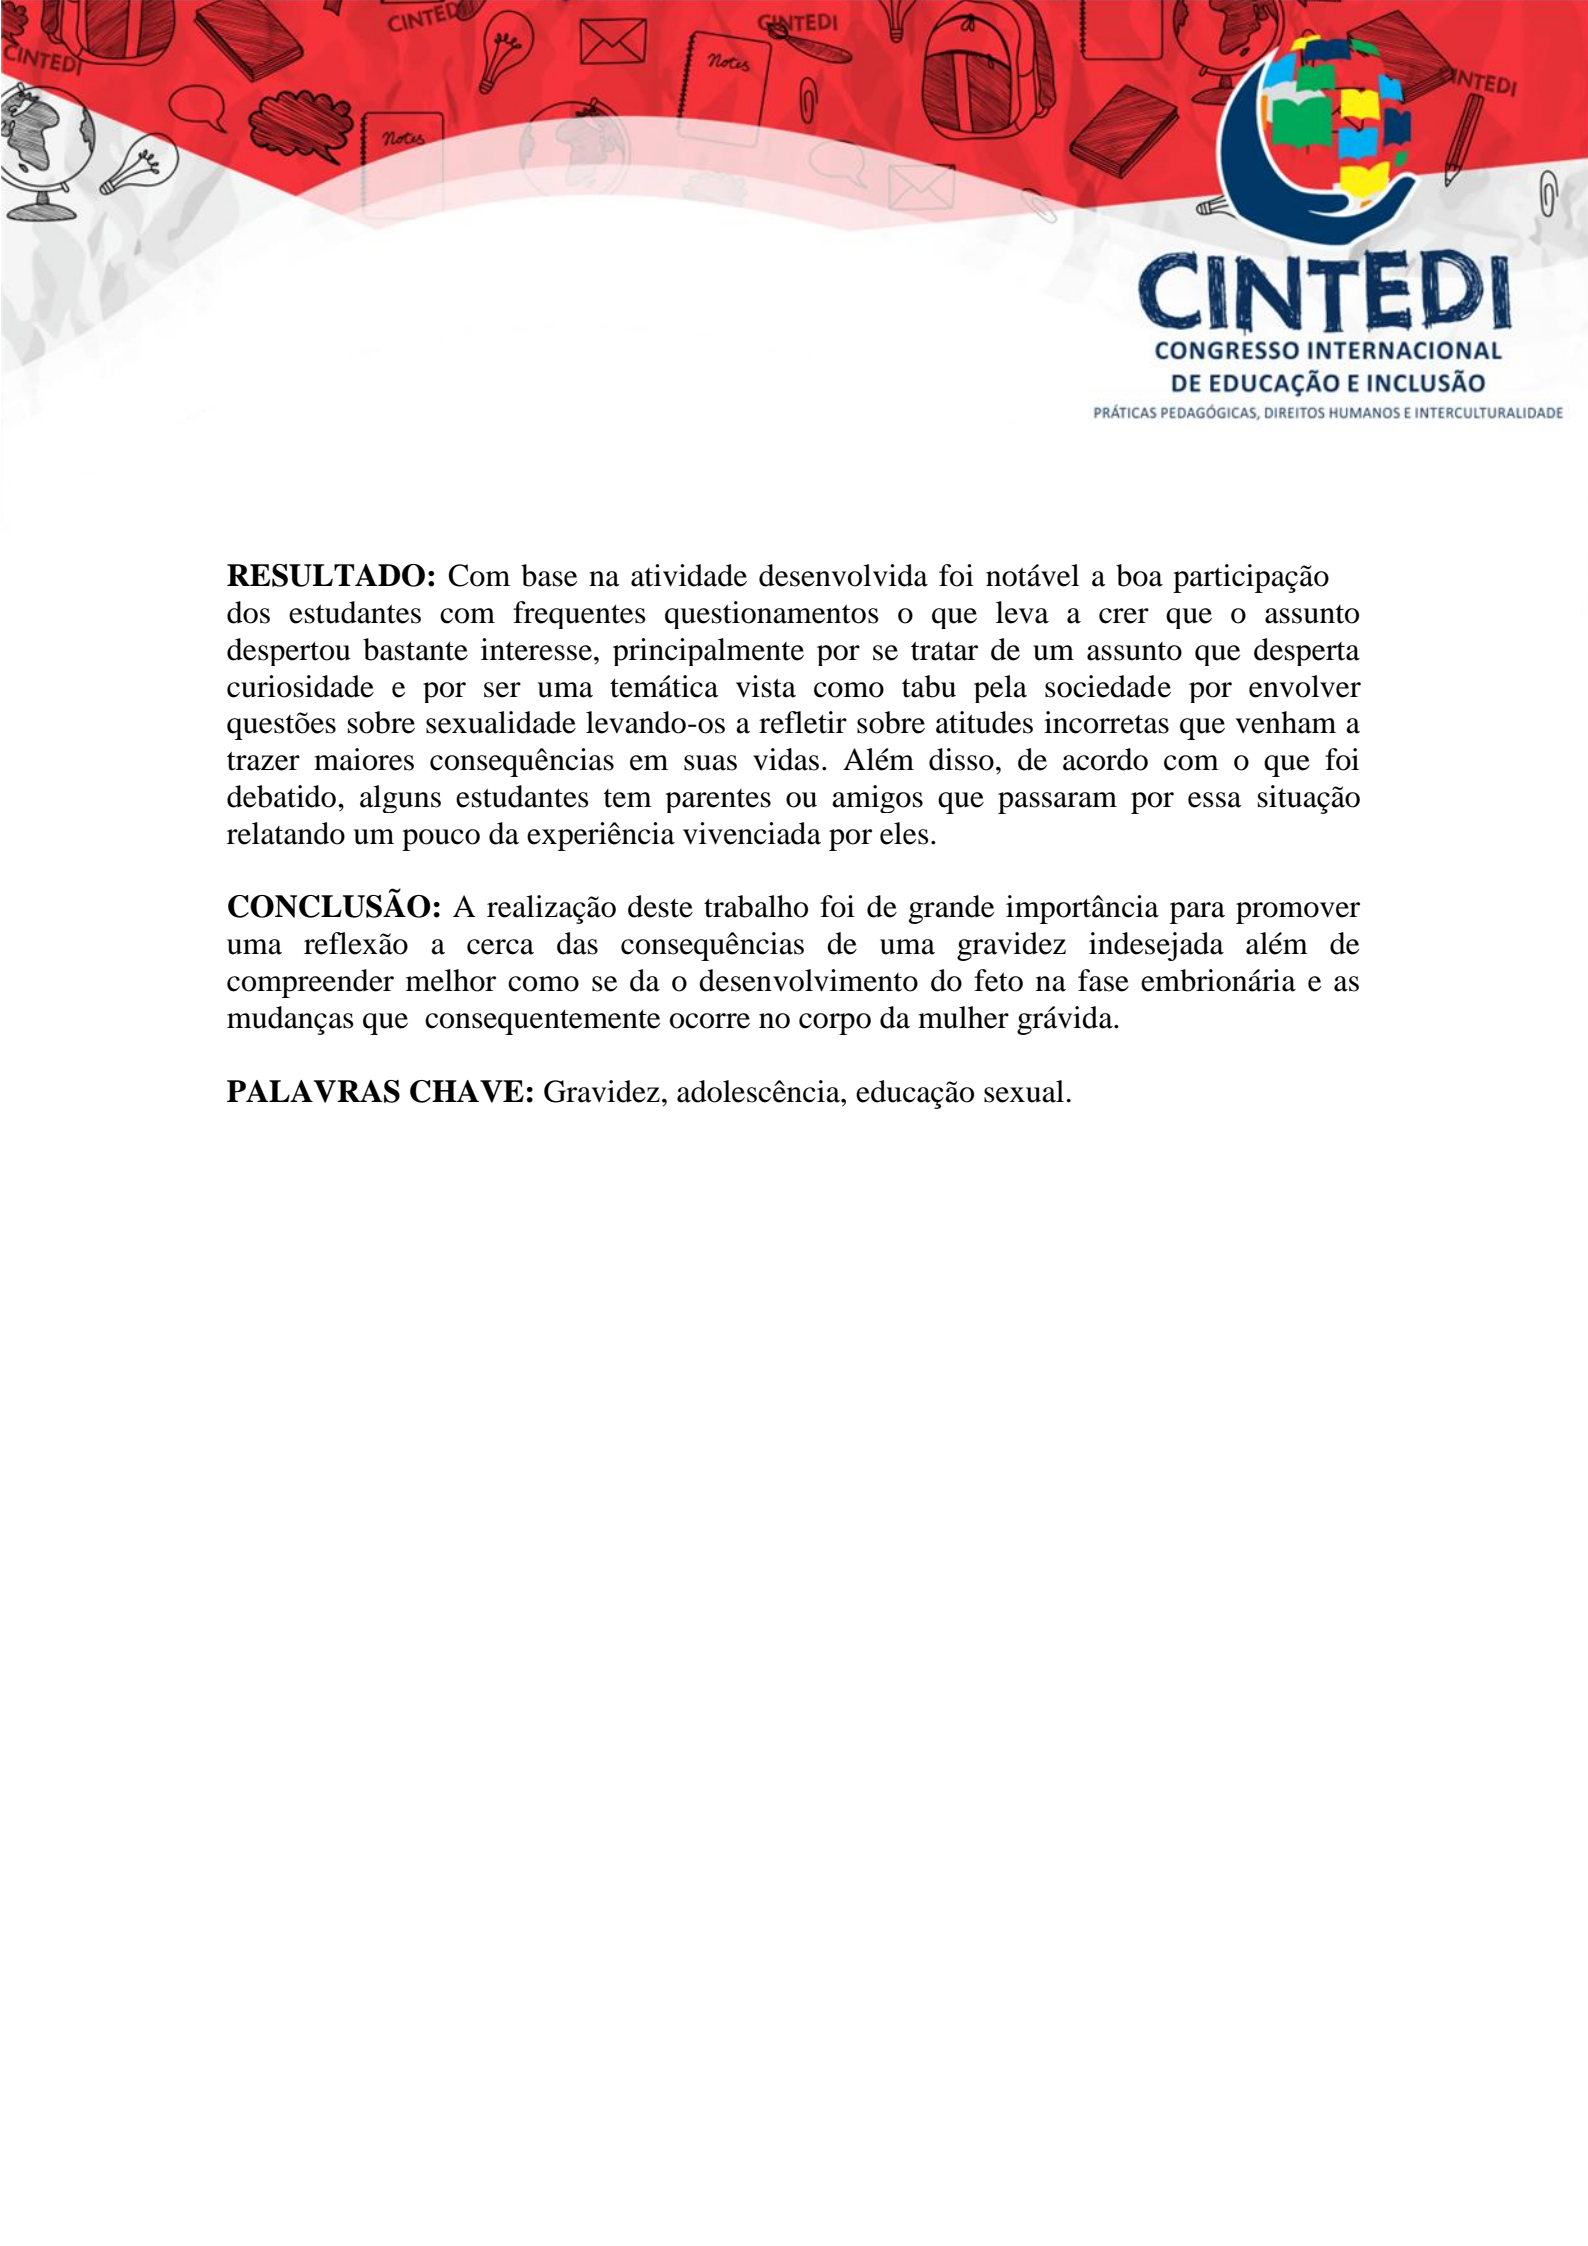 CINTEDI
CINTEDI
CINTEDI
Notes
Notes
INTEDI
CINTEDI
CONGRESSO INTERNACIONAL
DE EDUCAÇÃO E INCLUSÃO
PRÁTICAS PEDAGÓGICAS, DIREITOS HUMANOS E INTERCULTURALIDADE
RESULTADO: Com base na atividade desenvolvida foi notável a boa participação
dos estudantes com frequentes questionamentos o que leva a crer que o assunto
despertou bastante interesse, principalmente por se tratar de um assunto que desperta
curiosidade e por ser uma temática vista como tabu pela sociedade por envolver
questões sobre sexualidade levando-os a refletir sobre atitudes incorretas que venham a
trazer maiores consequências em suas vidas. Além disso, de acordo com o que foi
debatido, alguns estudantes tem parentes ou amigos que passaram por essa situação
relatando um pouco da experiência vivenciada por eles.
CONCLUSÃO: A realização deste trabalho foi de grande importância para promover
uma reflexão a cerca das consequências de uma gravidez indesejada além de
compreender melhor como se da o desenvolvimento do feto na fase embrionária e as
mudanças que consequentemente ocorre no corpo da mulher grávida.
PALAVRAS CHAVE: Gravidez, adolescência, educação sexual.